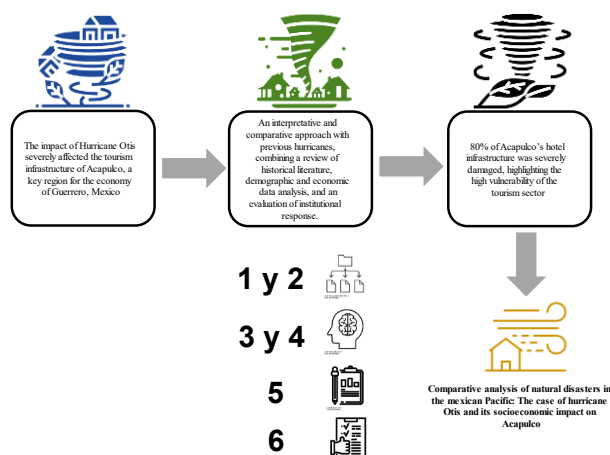 The impact of Hurricane Otis
severely affected the tourism
infrastructure of Acapulco, a
key region for the economy
of Guerrero, Mexico
An interpretative and
comparative approach with
previous hurricanes,
combining a review of
historical literature,
demographic and economic
data analysis, and an
evaluation of institutional
response.
80% of Acapulco’s hotel
infrastructure was severely
damaged, highlighting the
high vulnerability of the
tourism sector
1 y 2
3 y 4
5
6
Comparative analysis of natural disasters in
the mexican Pacific: The case of hurricane
Otis and its socioeconomic impact on
Acapulco